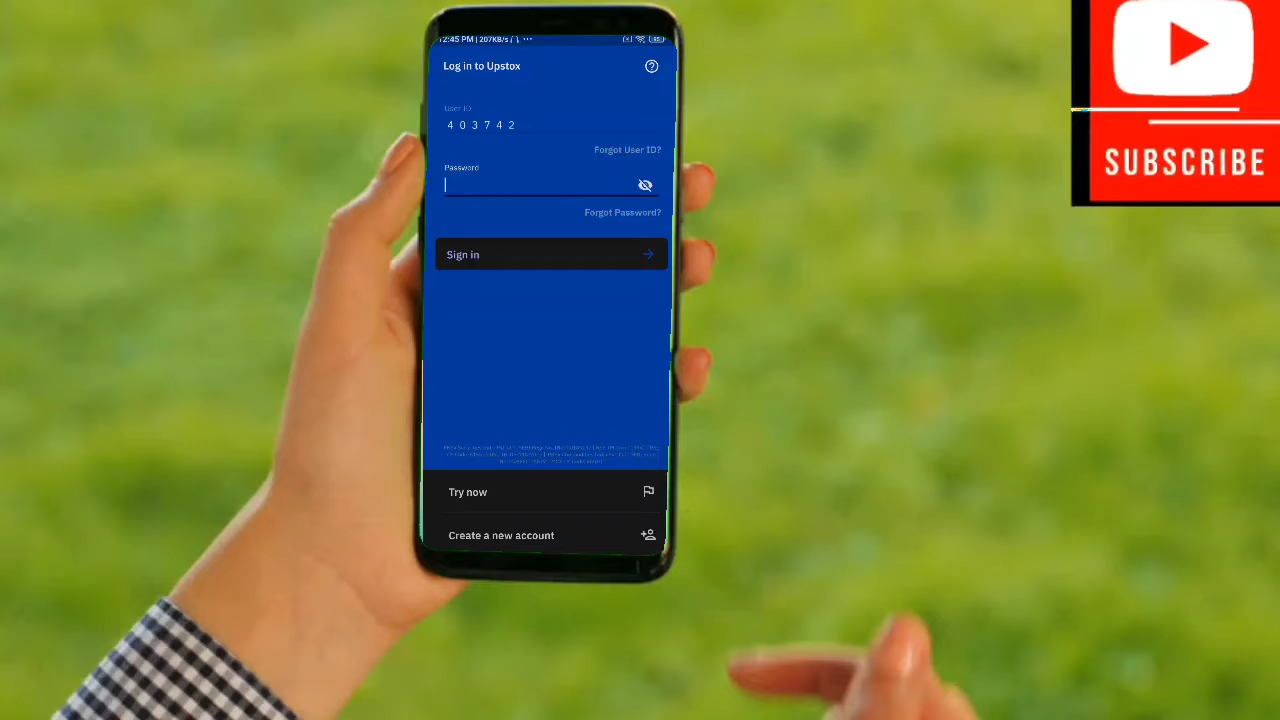 12:45 PM | 207KB/s
Log in to Upstox
User ID
4 0 3 7 4 2
Forgot User ID?
Password
Forgot Password?
Sign in
Try now
Create a new account
SUBSCRIBE